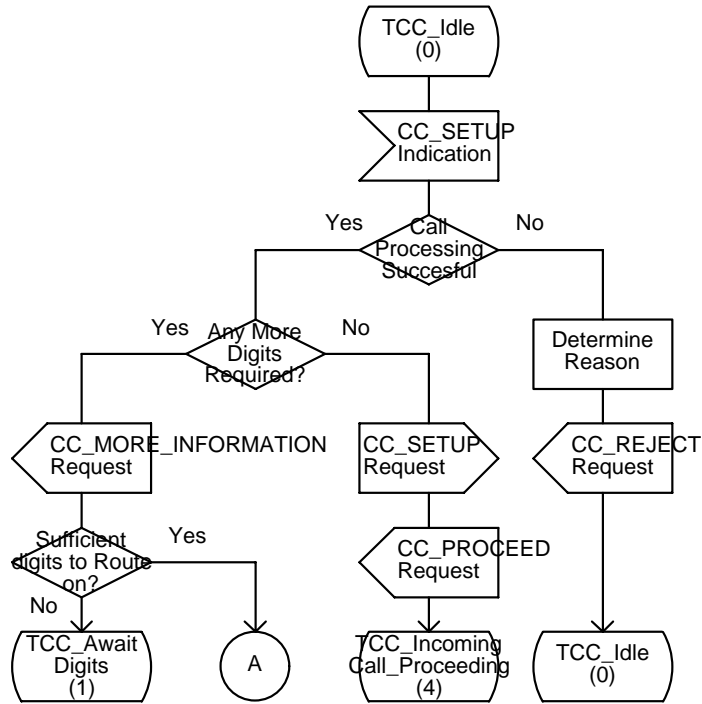 TCC_Idle
(0)
CC_SETUP
Indication
Yes
Call
Processing
Succesful
No
Yes
Any More
Digits
Required?
No
Determine
Reason
CC_MORE_INFORMATION
Request
CC_SETUP
Request
CC_REJECT
Request
Sufficient
digits to Route
on?
Yes
No
CC_PROCEED
Request
TCC_Await
Digits
(1)
A
TCC_Incoming
Call_Proceeding
(4)
TCC_Idle
(0)